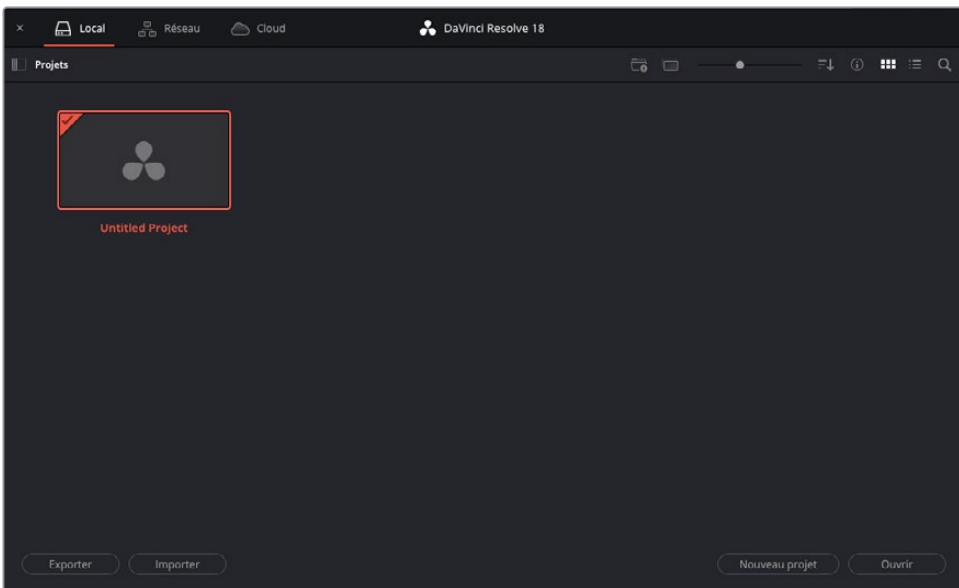 Local Réseau Cloud DaVinci Resolve 18
Projets
Untitled Project
Exporter Importer Nouveau projet Ouvrir